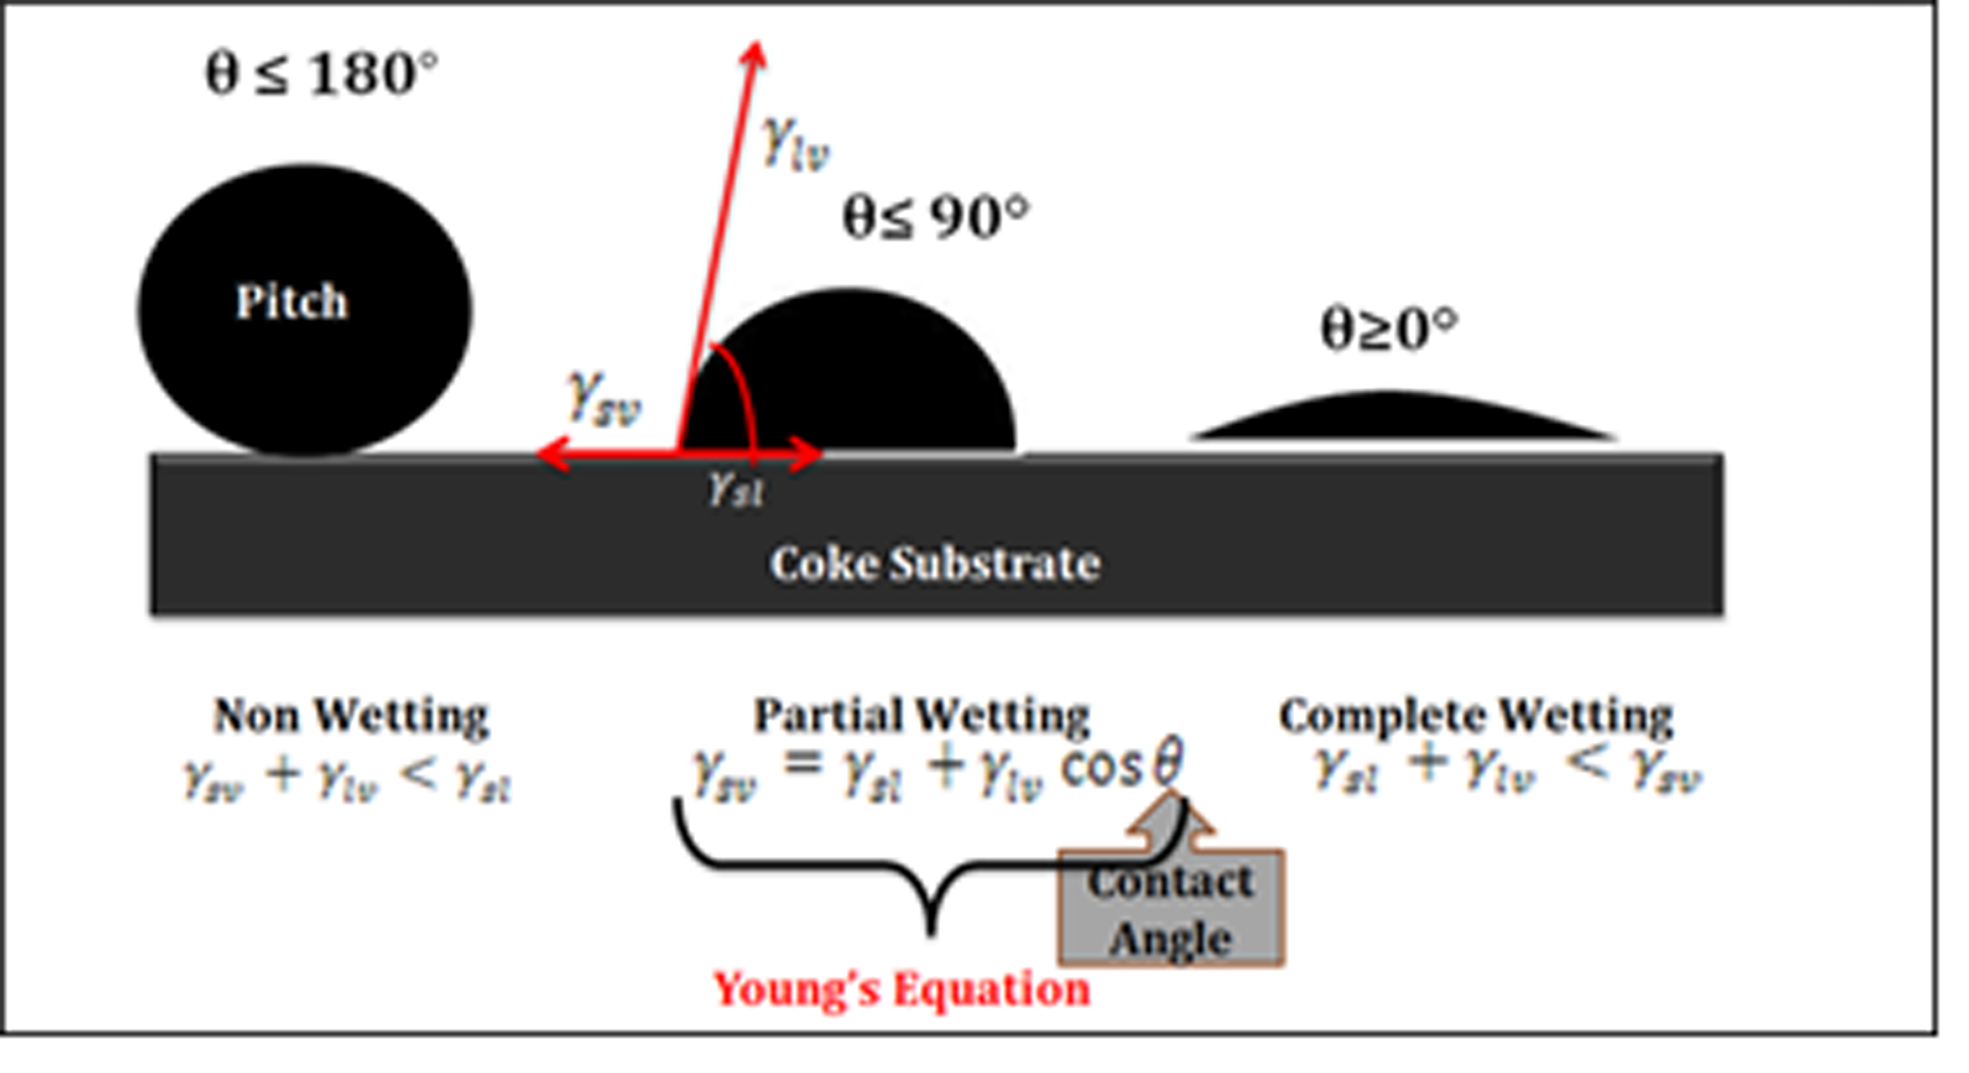 θ ≤ 180°
γlv
θ≤ 90°
Pitch
θ≥0°
γsv
γsl
Coke Substrate
Non Wetting
γsv + γlv < γsl
Partial Wetting
γsv = γsl + γlv cos θ
Complete Wetting
γsl + γlv < γsv
Contact
Angle
Young's Equation